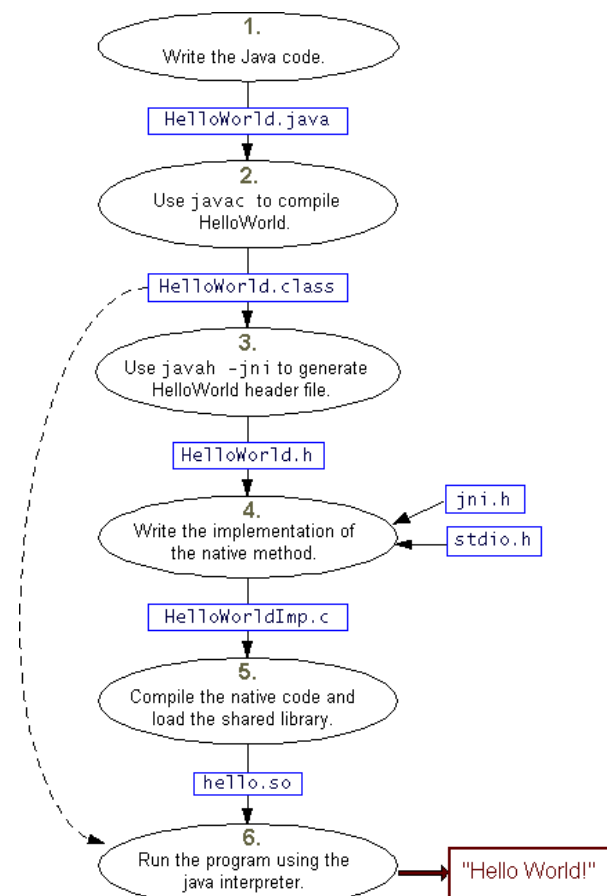 1.
Write the Java code.
HelloWorld.java
2.
Use javac to compile
HelloWorld.
HelloWorld.class
3.
Use javah -jni to generate
HelloWorld header file.
HelloWorld.h
jni.h
4.
Write the implementation of
the native method.
stdio.h
HelloWorldImp.c
5.
Compile the native code and
load the shared library.
hello.so
6.
Run the program using the
java interpreter.
"Hello World!"